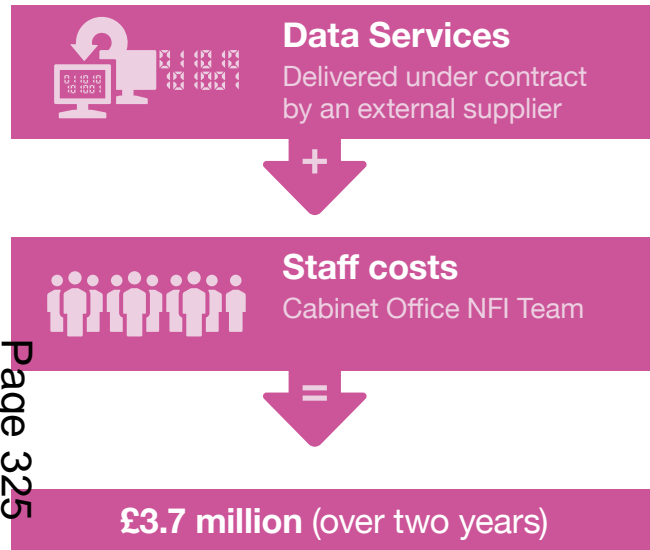 Data Services
Delivered under contract
by an external supplier
+
Staff costs
Cabinet Office NFI Team
=
£3.7 million (over two years)
Page 325